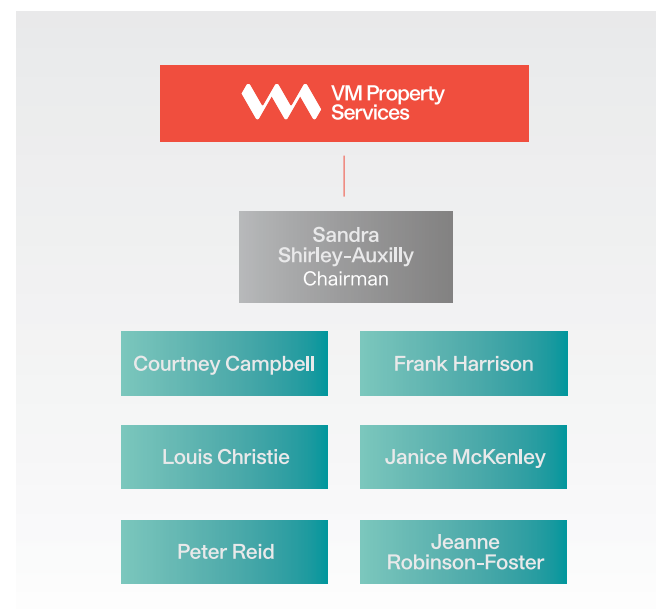 VM Property
Services
Sandra
Shirley-Auxilly
Chairman
Courtney Campbell
Frank Harrison
Louis Christie
Janice McKenley
Peter Reid
Jeanne
Robinson-Foster